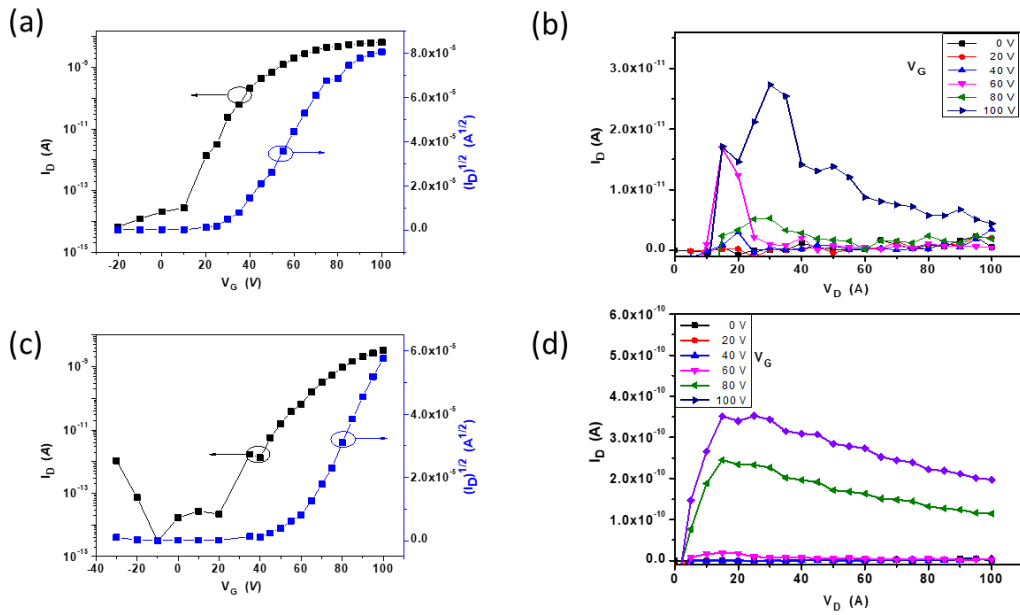 (a)
10⁻⁹
10⁻¹¹
10⁻¹³
10⁻¹⁵
I_D (A)
-20 0 20 40 60 80 100
V_G (V)
8.0x10⁻⁵
6.0x10⁻⁵
4.0x10⁻⁵
2.0x10⁻⁵
0.0
(I_D)^1/2 (A^1/2)
(b)
3.0x10⁻¹¹
2.0x10⁻¹¹
1.0x10⁻¹¹
0.0
I_D (A)
0 20 40 60 80 100
V_D (A)
V_G
0 V
20 V
40 V
60 V
80 V
100 V
(c)
10⁻⁹
10⁻¹¹
10⁻¹³
10⁻¹⁵
I_D (A)
-40 -20 0 20 40 60 80 100
V_G (V)
6.0x10⁻⁵
4.0x10⁻⁵
2.0x10⁻⁵
0.0
(I_D)^1/2 (A^1/2)
(d)
6.0x10⁻¹⁰
5.0x10⁻¹⁰
4.0x10⁻¹⁰
3.0x10⁻¹⁰
2.0x10⁻¹⁰
1.0x10⁻¹⁰
0.0
I_D (A)
0 20 40 60 80 100
V_D (A)
0 V
20 V
40 V
60 V
80 V
100 V
V_G